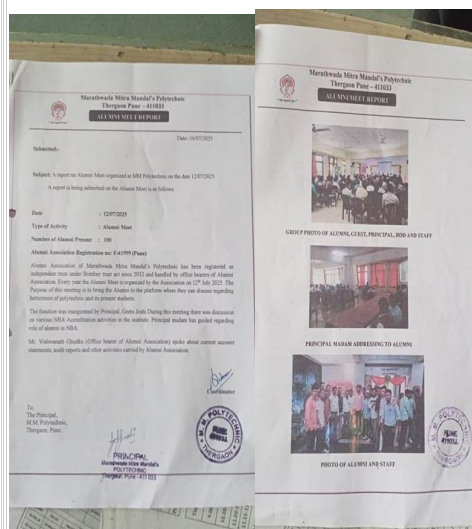 Marathwada Mitra Mandal's Polytechnic
Thergaon Pune – 411033
ALUMNI MEET REPORT
Date:-16/07/2025
Submitted:-
Subject: A report on Alumni Meet organized at MM Polytechnic on the date 12/07/2025
A report is being submitted on the Alumni Meet is as follows:
Date : 12/07/2025
Type of Activity : Alumni Meet
Number of Alumni Present : 100
Alumni Association Registration no: F-41999 (Pune)
Alumni Association of Marathwada Mitra Mandal's Polytechnic has been registered as
independent trust under Bombay trust act since 2012 and handled by office bearers of Alumni
Association. Every year the Alumni Meet is organized by the Association on 12th July 2025. The
Purpose of this meeting is to bring the Alumni to the platform where they can discuss regarding
betterment of polytechnic and its present students.
The function was inaugurated by Principal, Geeta Joshi During this meeting there was discussion
on various NBA Accreditation activities at the institute. Principal madam has guided regarding
role of alumni in NBA.
Mr. Vishwanath (Office bearer of Alumni Association) spoke about current account
statements, audit reports and other activities carried by Alumni Association.
Coordinator
To,
The Principal,
M.M. Polytechnic,
Thergaon, Pune.
PRINCIPAL
Marathwada Mitra Mandal's
POLYTECHNIC
Thergaon, Pune - 411 033
M. M. POLYTECHNIC
PUNE
411033.
THERGAON
Marathwada Mitra Mandal's Polytechnic
Thergaon Pune – 411033
ALUMNI MEET REPORT
GROUP PHOTO OF ALUMNI, GUEST, PRINCIPAL, HOD AND STAFF
PRINCIPAL MADAM ADDRESSING TO ALUMNI
PHOTO OF ALUMNI AND STAFF
M. M. POLYTECHNIC
PUNE
411033.
THERGAON